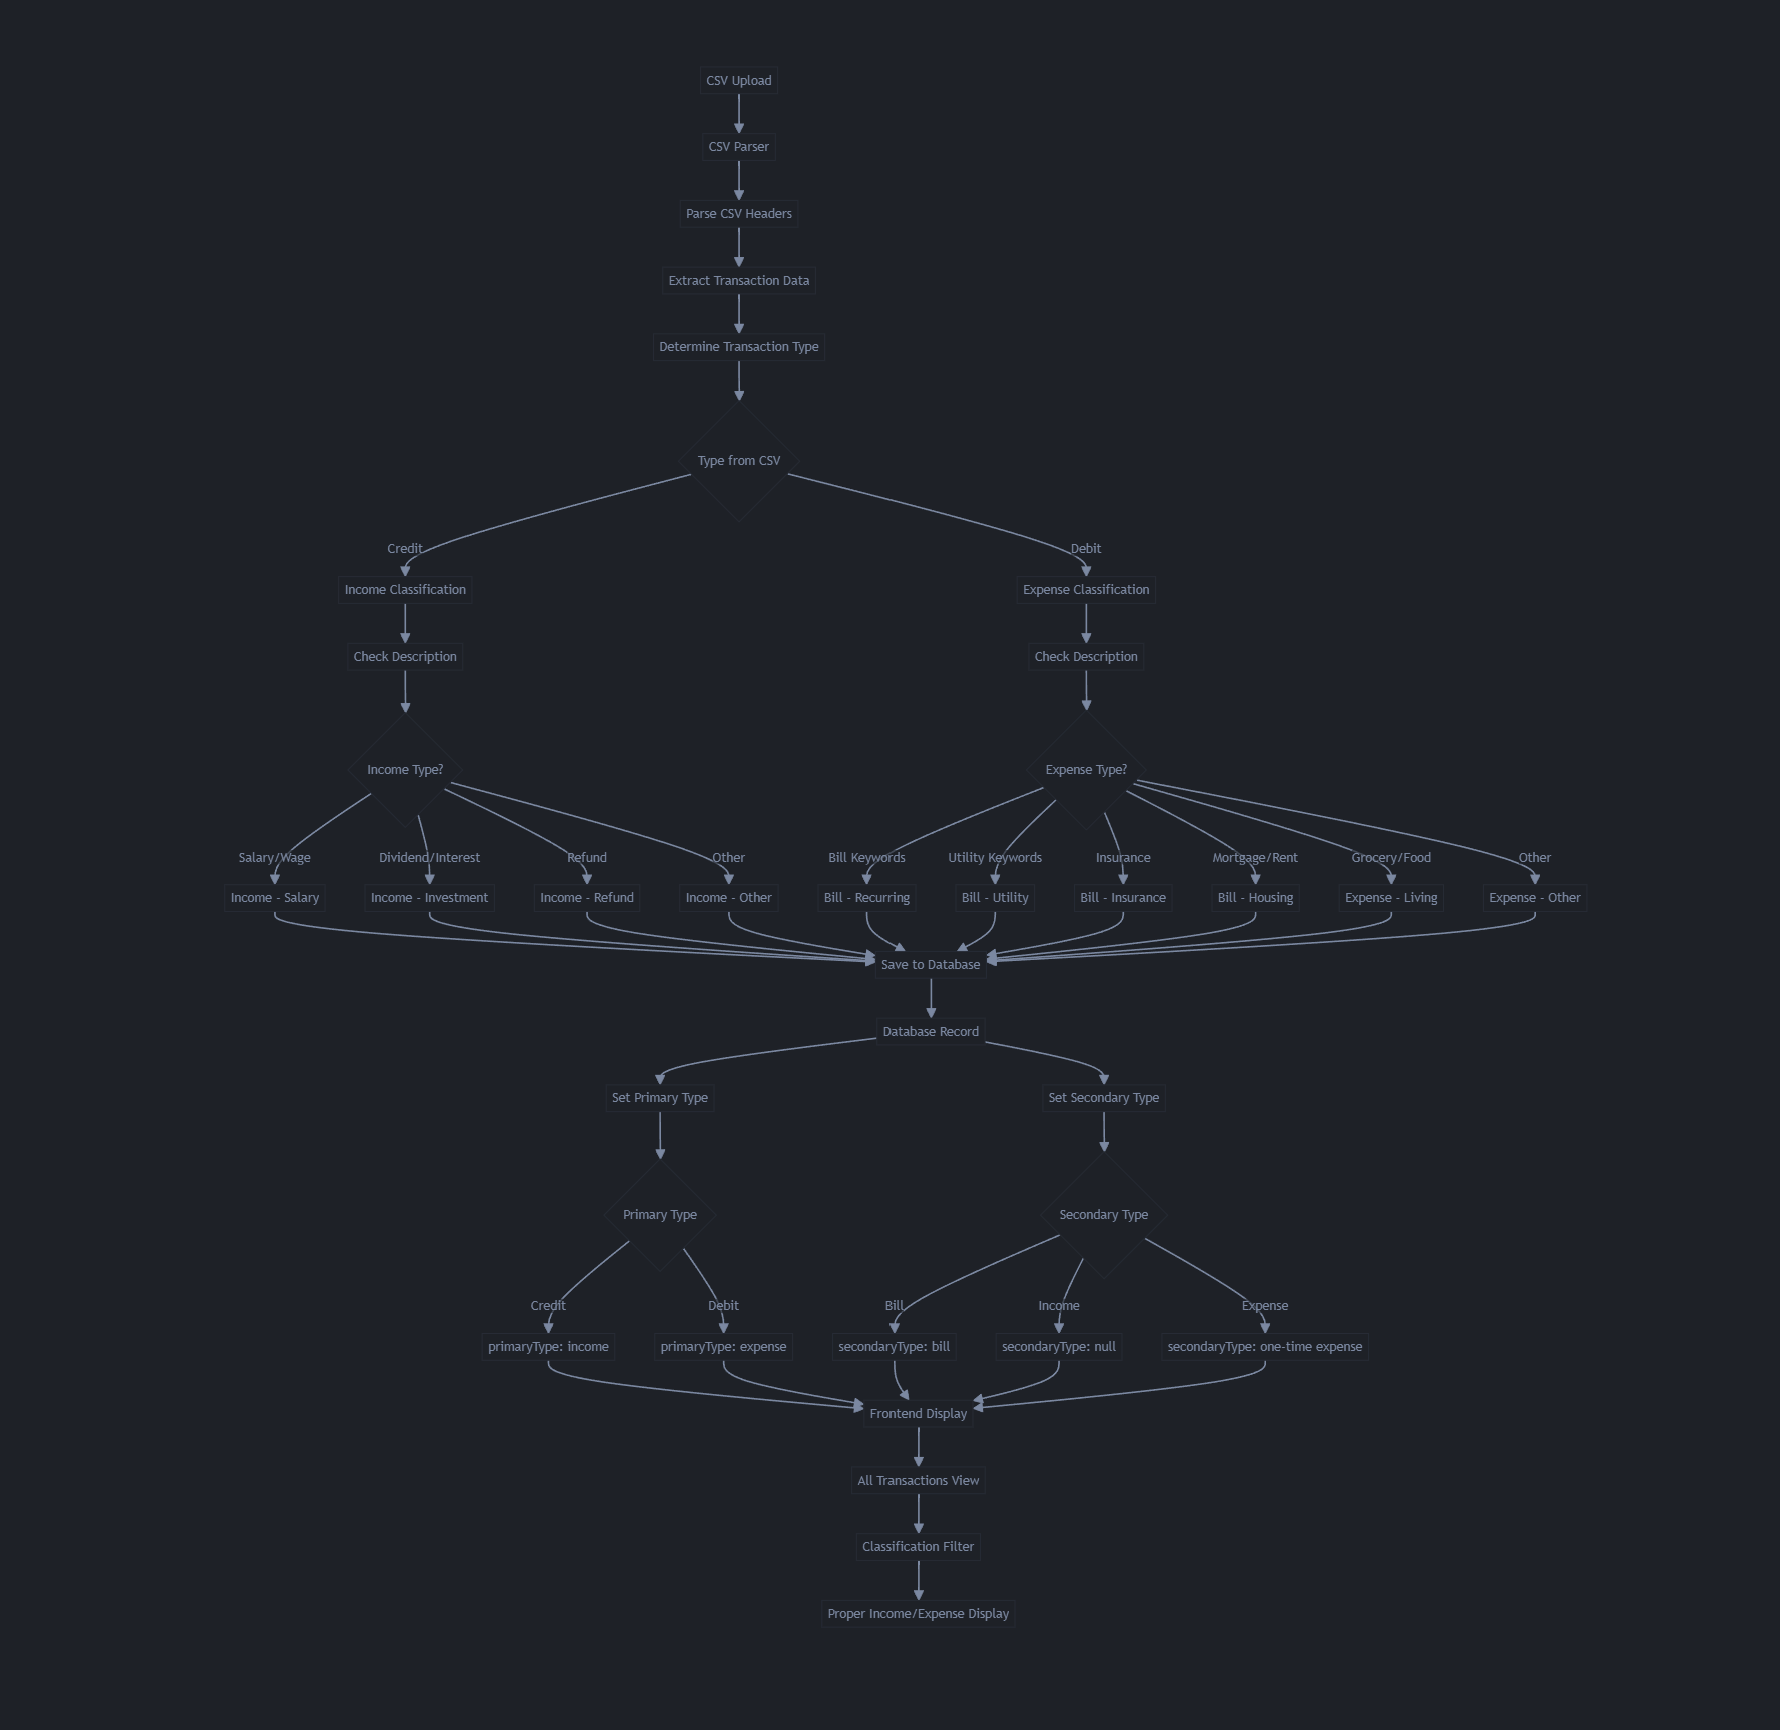 CSV Upload
CSV Parser
Parse CSV Headers
Extract Transaction Data
Determine Transaction Type
Type from CSV
Credit
Debit
Income Classification
Expense Classification
Check Description
Check Description
Income Type?
Expense Type?
Salary/Wage
Dividend/Interest
Refund
Other
Bill Keywords
Utility Keywords
Insurance
Mortgage/Rent
Grocery/Food
Other
Income - Salary
Income - Investment
Income - Refund
Income - Other
Bill - Recurring
Bill - Utility
Bill - Insurance
Bill - Housing
Expense - Living
Expense - Other
Save to Database
Database Record
Set Primary Type
Set Secondary Type
Primary Type
Secondary Type
Credit
Debit
Bill
Income
Expense
primaryType: income
primaryType: expense
secondaryType: bill
secondaryType: null
secondaryType: one-time expense
Frontend Display
All Transactions View
Classification Filter
Proper Income/Expense Display